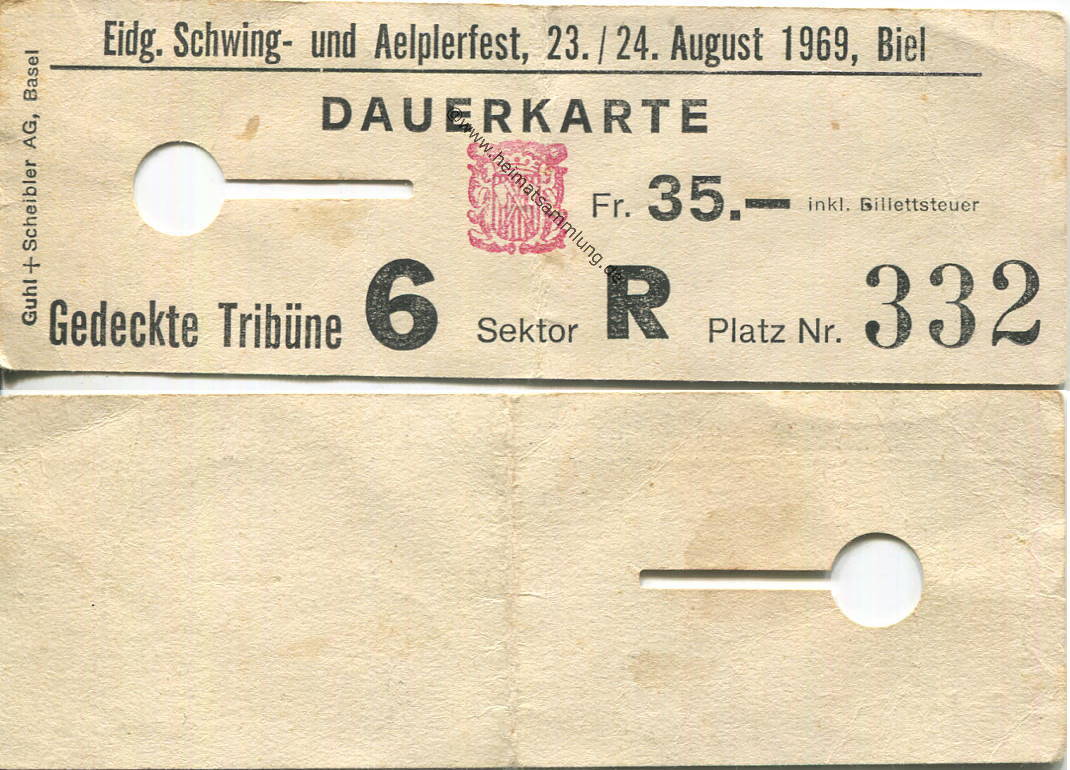 Eidg. Schwing- und Aelplerfest, 23./24. August 1969, Biel
DAUERKARTE
Fr. 35.— inkl. Billettsteuer
Gedeckte Tribüne 6 Sektor R Platz Nr. 332
Guhl + Scheibler AG, Basel
©www.heimatsammlung.de